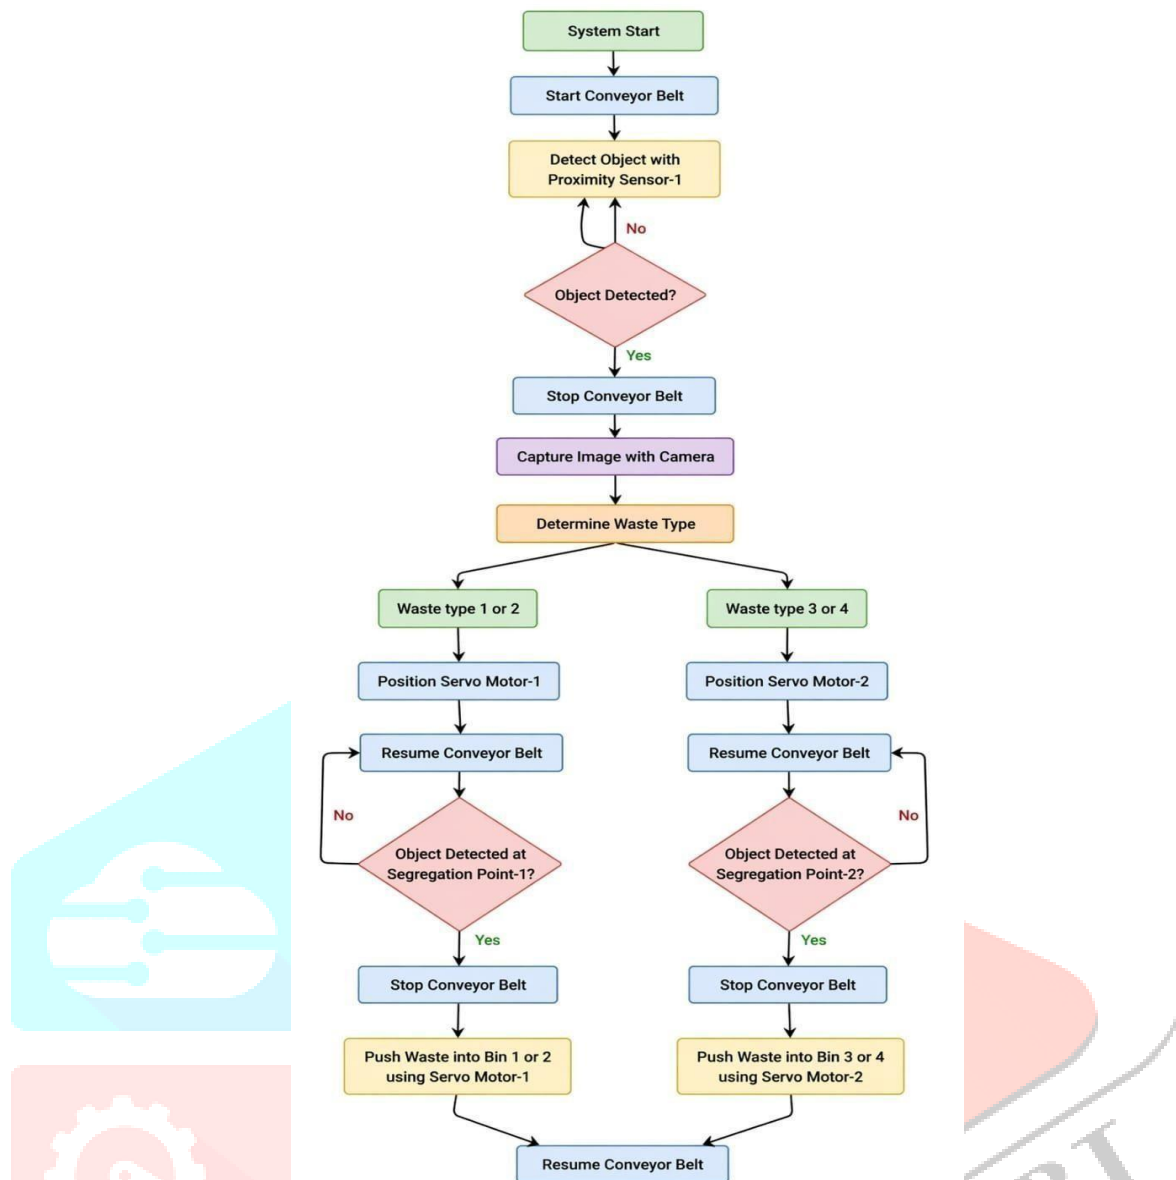 System Start
Start Conveyor Belt
Detect Object with
Proximity Sensor-1
No
Object Detected?
Yes
Stop Conveyor Belt
Capture Image with Camera
Determine Waste Type
Waste type 1 or 2
Waste type 3 or 4
Position Servo Motor-1
Position Servo Motor-2
Resume Conveyor Belt
Resume Conveyor Belt
No
No
Object Detected at
Segregation Point-1?
Object Detected at
Segregation Point-2?
Yes
Yes
Stop Conveyor Belt
Stop Conveyor Belt
Push Waste into Bin 1 or 2
using Servo Motor-1
Push Waste into Bin 3 or 4
using Servo Motor-2
Resume Conveyor Belt